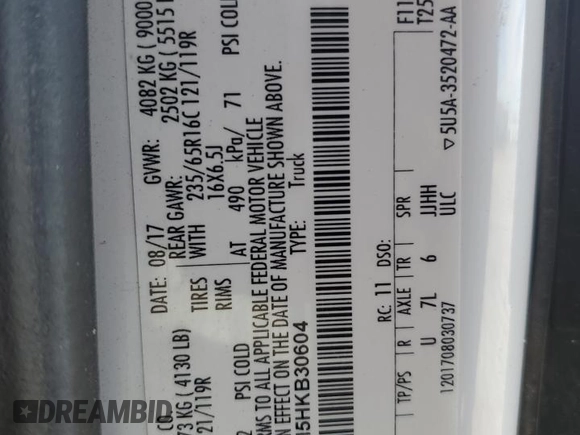 CO.
DATE: 08/17 GVWR: 4082 KG ( 9000
73 KG ( 4130 LB) REAR GAWR: 2502 KG ( 5515
21/119R TIRES WITH 235/65R16C 121/119R
RIMS 16X6.5J
PSI COLD AT 490 kPa/ 71 PSI COLD
RMS TO ALL APPLICABLE FEDERAL MOTOR VEHICLE
N EFFECT ON THE DATE OF MANUFACTURE SHOWN ABOVE.
15HKB30604 TYPE: Truck
F11
T25
RC: 11 DSO:
TP/PS R AXLE TR SPR
U 7L 6 JJHH
1201708030737 ULC
▽5U5A-3520472-AA
DREAMBID